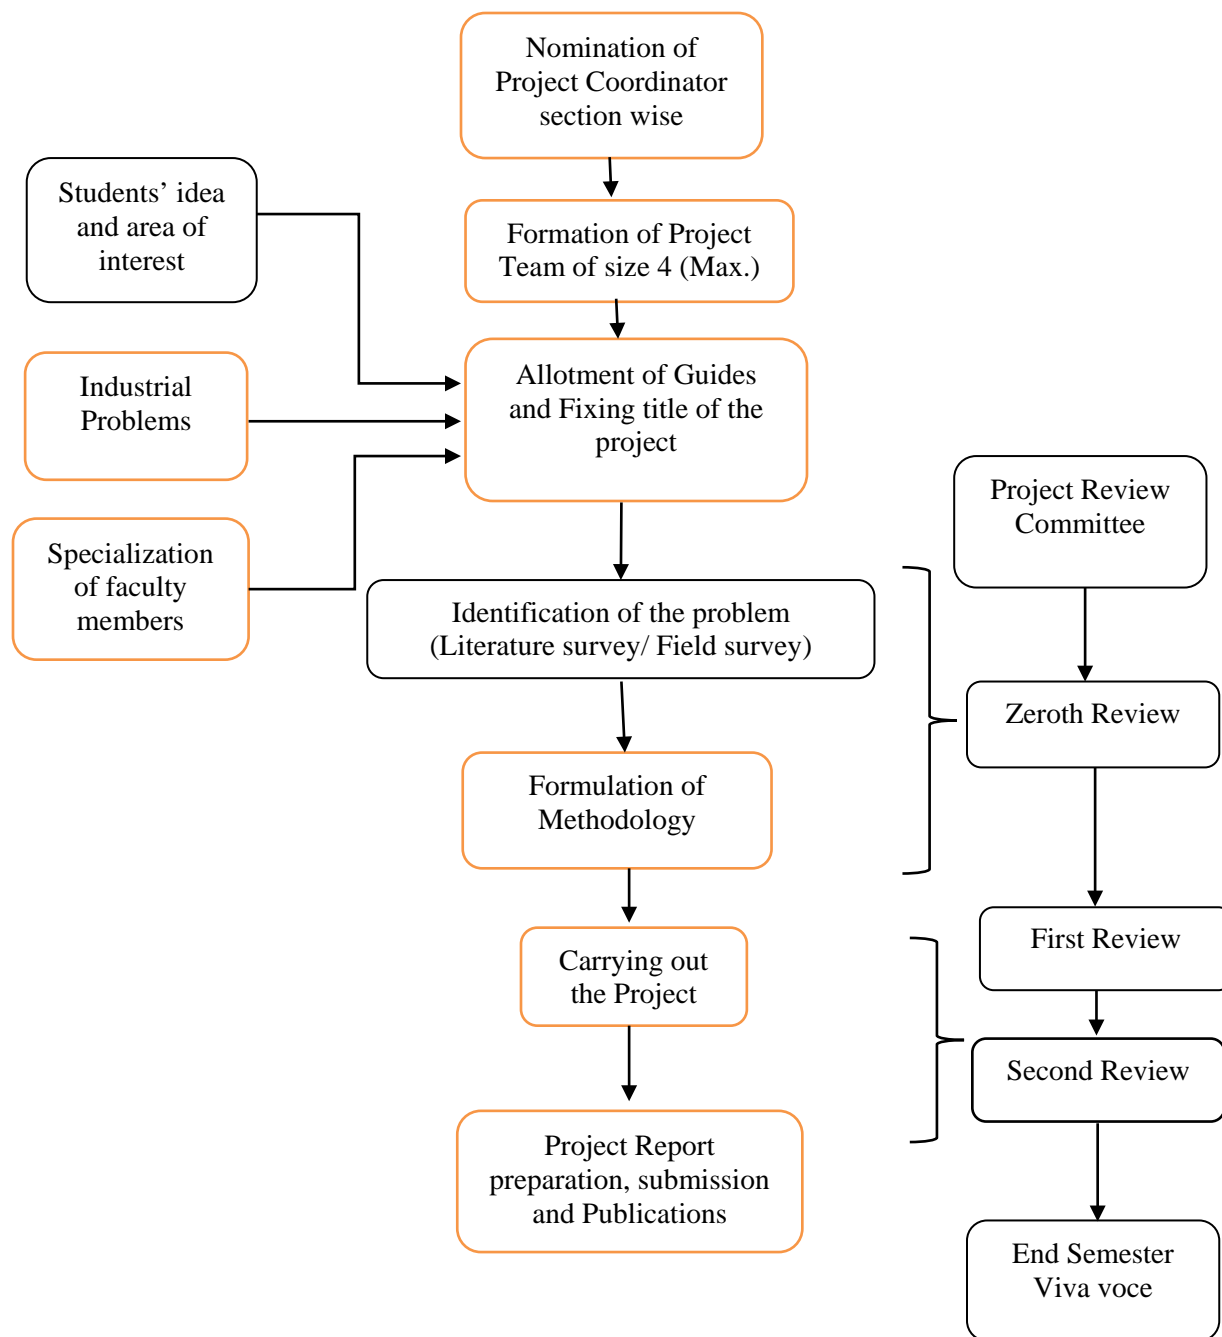 Nomination of
Project Coordinator
section wise
Students’ idea
and area of
interest
Formation of Project
Team of size 4 (Max.)
Industrial
Problems
Allotment of Guides
and Fixing title of the
project
Specialization
of faculty
members
Project Review
Committee
Identification of the problem
(Literature survey/ Field survey)
Zeroth Review
Formulation of
Methodology
First Review
Carrying out
the Project
Second Review
Project Report
preparation, submission
and Publications
End Semester
Viva voce